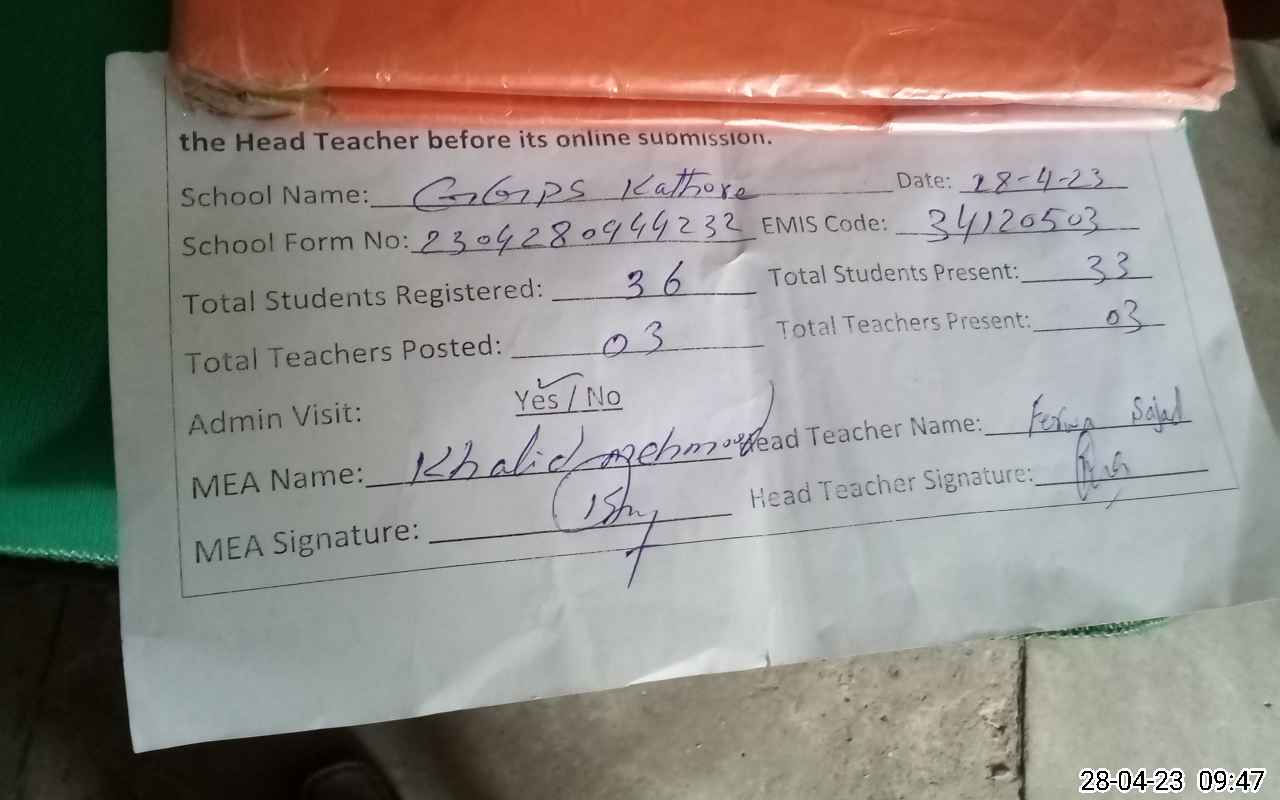 the Head Teacher before its online submission.
School Name: GGPS Kathore Date: 28-4-23
School Form No: 2304280944232 EMIS Code: 34120503
Total Students Registered: 36 Total Students Present: 33
Total Teachers Posted: 03 Total Teachers Present: 03
Admin Visit: Yes / No
MEA Name: Khalid mehmood Head Teacher Name: Sajad
MEA Signature: Head Teacher Signature:
28-04-23 09:47